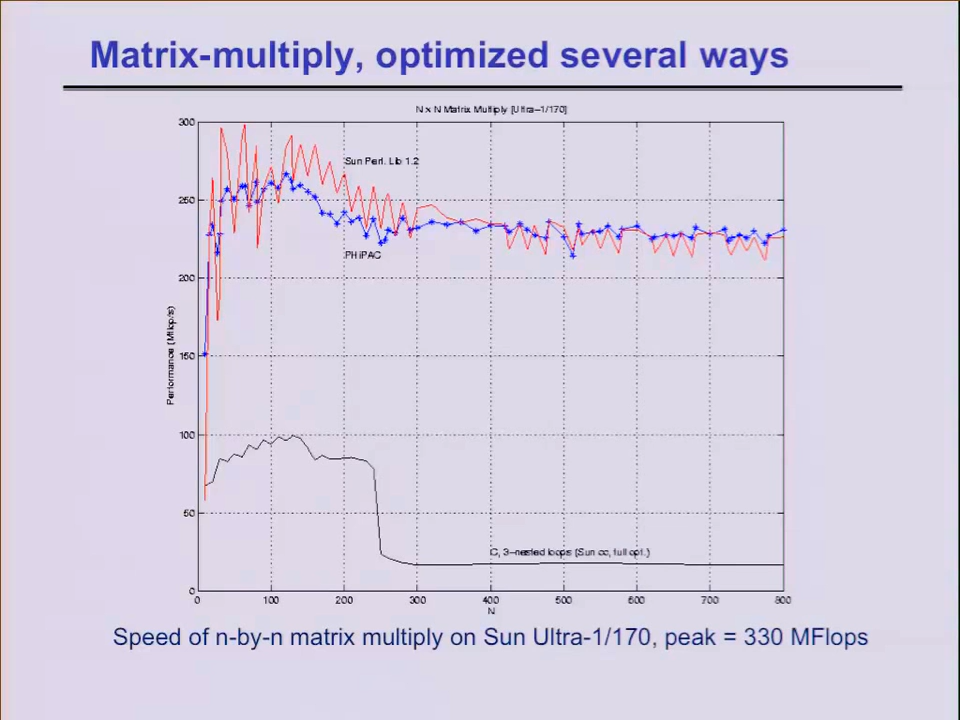 Matrix-multiply, optimized several ways
N x N Matrix Multiply [Ultra-1/170]
300
Sun Perf. Lib 1.2
250
PHiPAC
200
Performance (Mflop/s)
150
100
50
C, 3-nested loops (Sun cc, full opt.)
0
0 100 200 300 400 500 600 700 800
N
Speed of n-by-n matrix multiply on Sun Ultra-1/170, peak = 330 MFlops